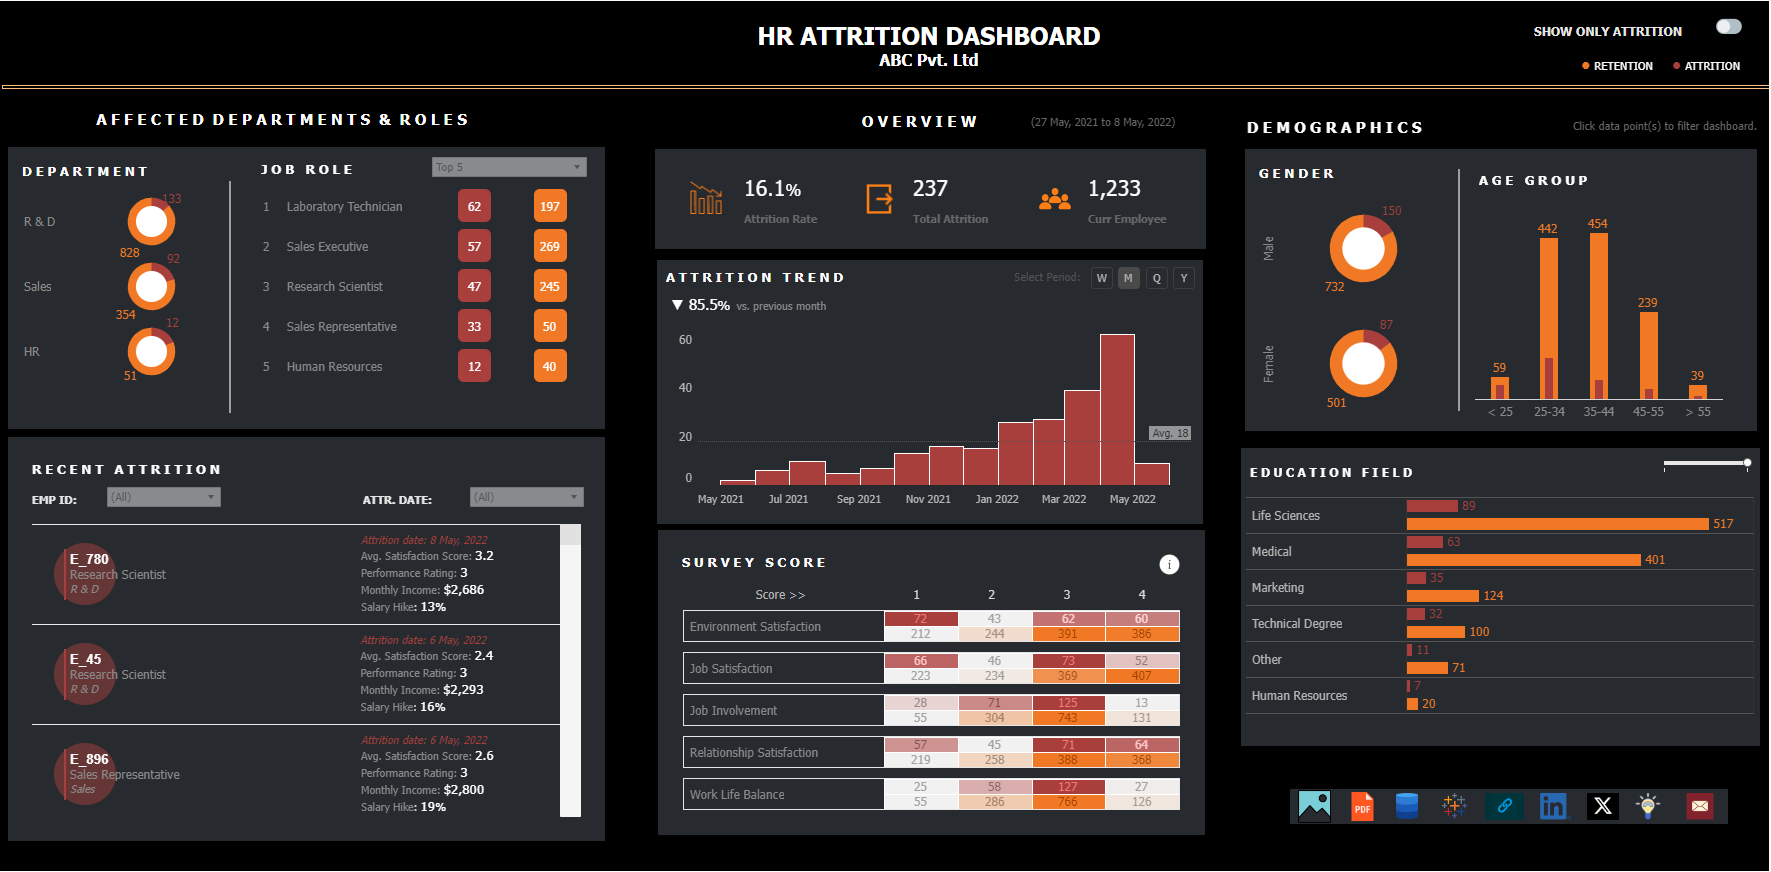 HR ATTRITION DASHBOARD
ABC Pvt. Ltd
SHOW ONLY ATTRITION
RETENTION ATTRITION
AFFECTED DEPARTMENTS & ROLES
DEPARTMENT
R & D
133
828
Sales
92
354
HR
12
51
JOB ROLE
Top 5
1 Laboratory Technician 62 197
2 Sales Executive 57 269
3 Research Scientist 47 245
4 Sales Representative 33 50
5 Human Resources 12 40
RECENT ATTRITION
EMP ID: (All) ATTR. DATE: (All)
E_780
Research Scientist
R & D
Attrition date: 8 May, 2022
Avg. Satisfaction Score: 3.2
Performance Rating: 3
Monthly Income: $2,686
Salary Hike: 13%
E_45
Research Scientist
R & D
Attrition date: 6 May, 2022
Avg. Satisfaction Score: 2.4
Performance Rating: 3
Monthly Income: $2,293
Salary Hike: 16%
E_896
Sales Representative
Sales
Attrition date: 6 May, 2022
Avg. Satisfaction Score: 2.6
Performance Rating: 3
Monthly Income: $2,800
Salary Hike: 19%
OVERVIEW (27 May, 2021 to 8 May, 2022)
16.1%
Attrition Rate
237
Total Attrition
1,233
Curr Employee
ATTRITION TREND
Select Period: W M Q Y
▼ 85.5% vs. previous month
60
40
20
0
Avg. 18
May 2021 Jul 2021 Sep 2021 Nov 2021 Jan 2022 Mar 2022 May 2022
SURVEY SCORE
i
Score >> 1 2 3 4
Environment Satisfaction
72 43 62 60
212 244 391 386
Job Satisfaction
66 46 73 52
223 234 369 407
Job Involvement
28 71 125 13
55 304 743 131
Relationship Satisfaction
57 45 71 64
219 258 388 368
Work Life Balance
25 58 127 27
55 286 766 126
DEMOGRAPHICS
Click data point(s) to filter dashboard.
GENDER
Male
150
732
Female
87
501
AGE GROUP
59 442 454 239 39
< 25 25-34 35-44 45-55 > 55
EDUCATION FIELD
Life Sciences
89
517
Medical
63
401
Marketing
35
124
Technical Degree
32
100
Other
11
71
Human Resources
7
20
PDF
in
X